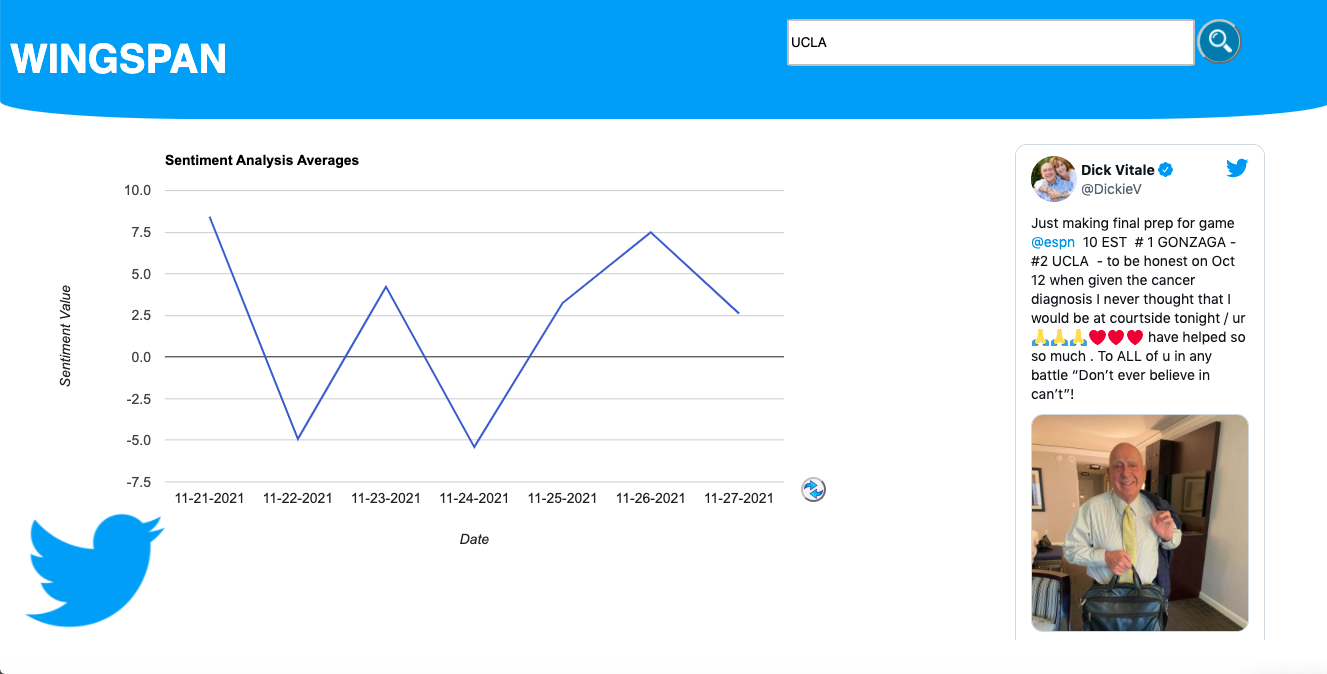 WINGSPAN
UCLA
Sentiment Analysis Averages
10.0
7.5
5.0
2.5
0.0
-2.5
-5.0
-7.5
Sentiment Value
11-21-2021 11-22-2021 11-23-2021 11-24-2021 11-25-2021 11-26-2021 11-27-2021
Date
Dick Vitale
@DickieV
Just making final prep for game
@espn 10 EST # 1 GONZAGA -
#2 UCLA - to be honest on Oct
12 when given the cancer
diagnosis I never thought that I
would be at courtside tonight / ur
🙏🙏🙏❤️❤️❤️ have helped so
so much . To ALL of u in any
battle “Don’t ever believe in
can’t”!